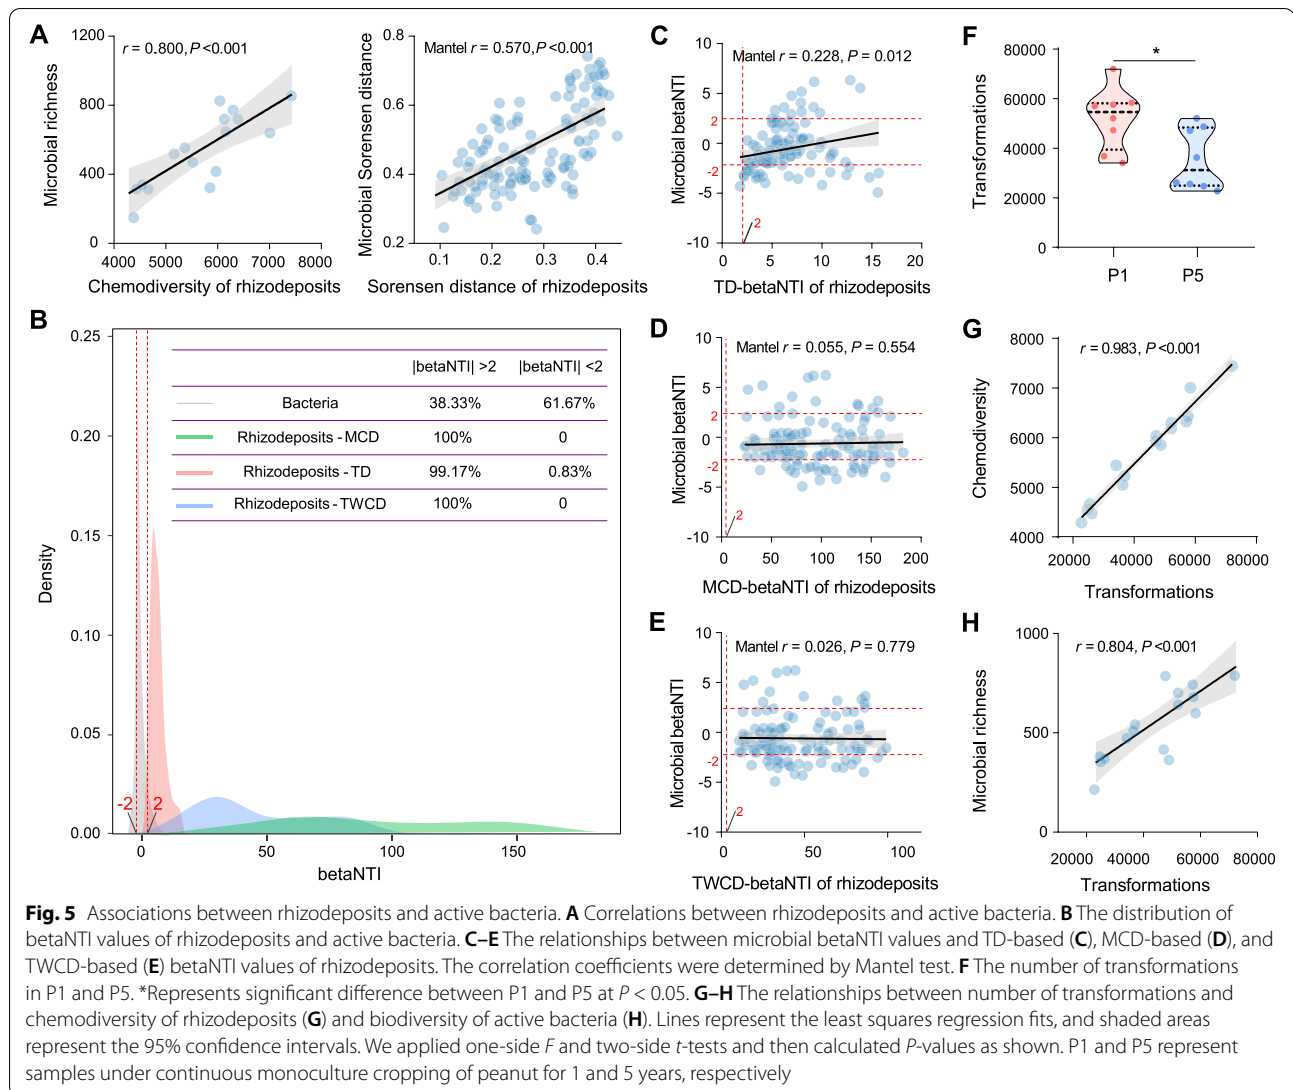 A
r = 0.800, P <0.001
Microbial richness
1200
800
400
0
4000 5000 6000 7000 8000
Chemodiversity of rhizodeposits
Mantel r = 0.570, P <0.001
Microbial Sorensen distance
0.8
0.6
0.4
0.2
0.1 0.2 0.3 0.4
Sorensen distance of rhizodeposits
B
Density
0.25
0.20
0.15
0.10
0.05
0.00
|betaNTI| >2 |betaNTI| <2
Bacteria 38.33% 61.67%
Rhizodeposits - MCD 100% 0
Rhizodeposits - TD 99.17% 0.83%
Rhizodeposits - TWCD 100% 0
-2 2
0 50 100 150
betaNTI
C
Mantel r = 0.228, P = 0.012
Microbial betaNTI
10
5
0
-5
-10
2
-2
2
0 5 10 15 20
TD-betaNTI of rhizodeposits
D
Mantel r = 0.055, P = 0.554
Microbial betaNTI
10
5
0
-5
-10
2
-2
2
0 50 100 150 200
MCD-betaNTI of rhizodeposits
E
Mantel r = 0.026, P = 0.779
Microbial betaNTI
10
5
0
-5
-10
2
-2
2
0 50 100
TWCD-betaNTI of rhizodeposits
F
*
Transformations
80000
60000
40000
20000
0
P1 P5
G
r = 0.983, P <0.001
Chemodiversity
8000
7000
6000
5000
4000
20000 40000 60000 80000
Transformations
H
r = 0.804, P <0.001
Microbial richness
1000
500
0
20000 40000 60000 80000
Transformations
Fig. 5 Associations between rhizodeposits and active bacteria. A Correlations between rhizodeposits and active bacteria. B The distribution of
betaNTI values of rhizodeposits and active bacteria. C–E The relationships between microbial betaNTI values and TD-based (C), MCD-based (D), and
TWCD-based (E) betaNTI values of rhizodeposits. The correlation coefficients were determined by Mantel test. F The number of transformations
in P1 and P5. *Represents significant difference between P1 and P5 at P < 0.05. G–H The relationships between number of transformations and
chemodiversity of rhizodeposits (G) and biodiversity of active bacteria (H). Lines represent the least squares regression fits, and shaded areas
represent the 95% confidence intervals. We applied one-side F and two-side t-tests and then calculated P-values as shown. P1 and P5 represent
samples under continuous monoculture cropping of peanut for 1 and 5 years, respectively